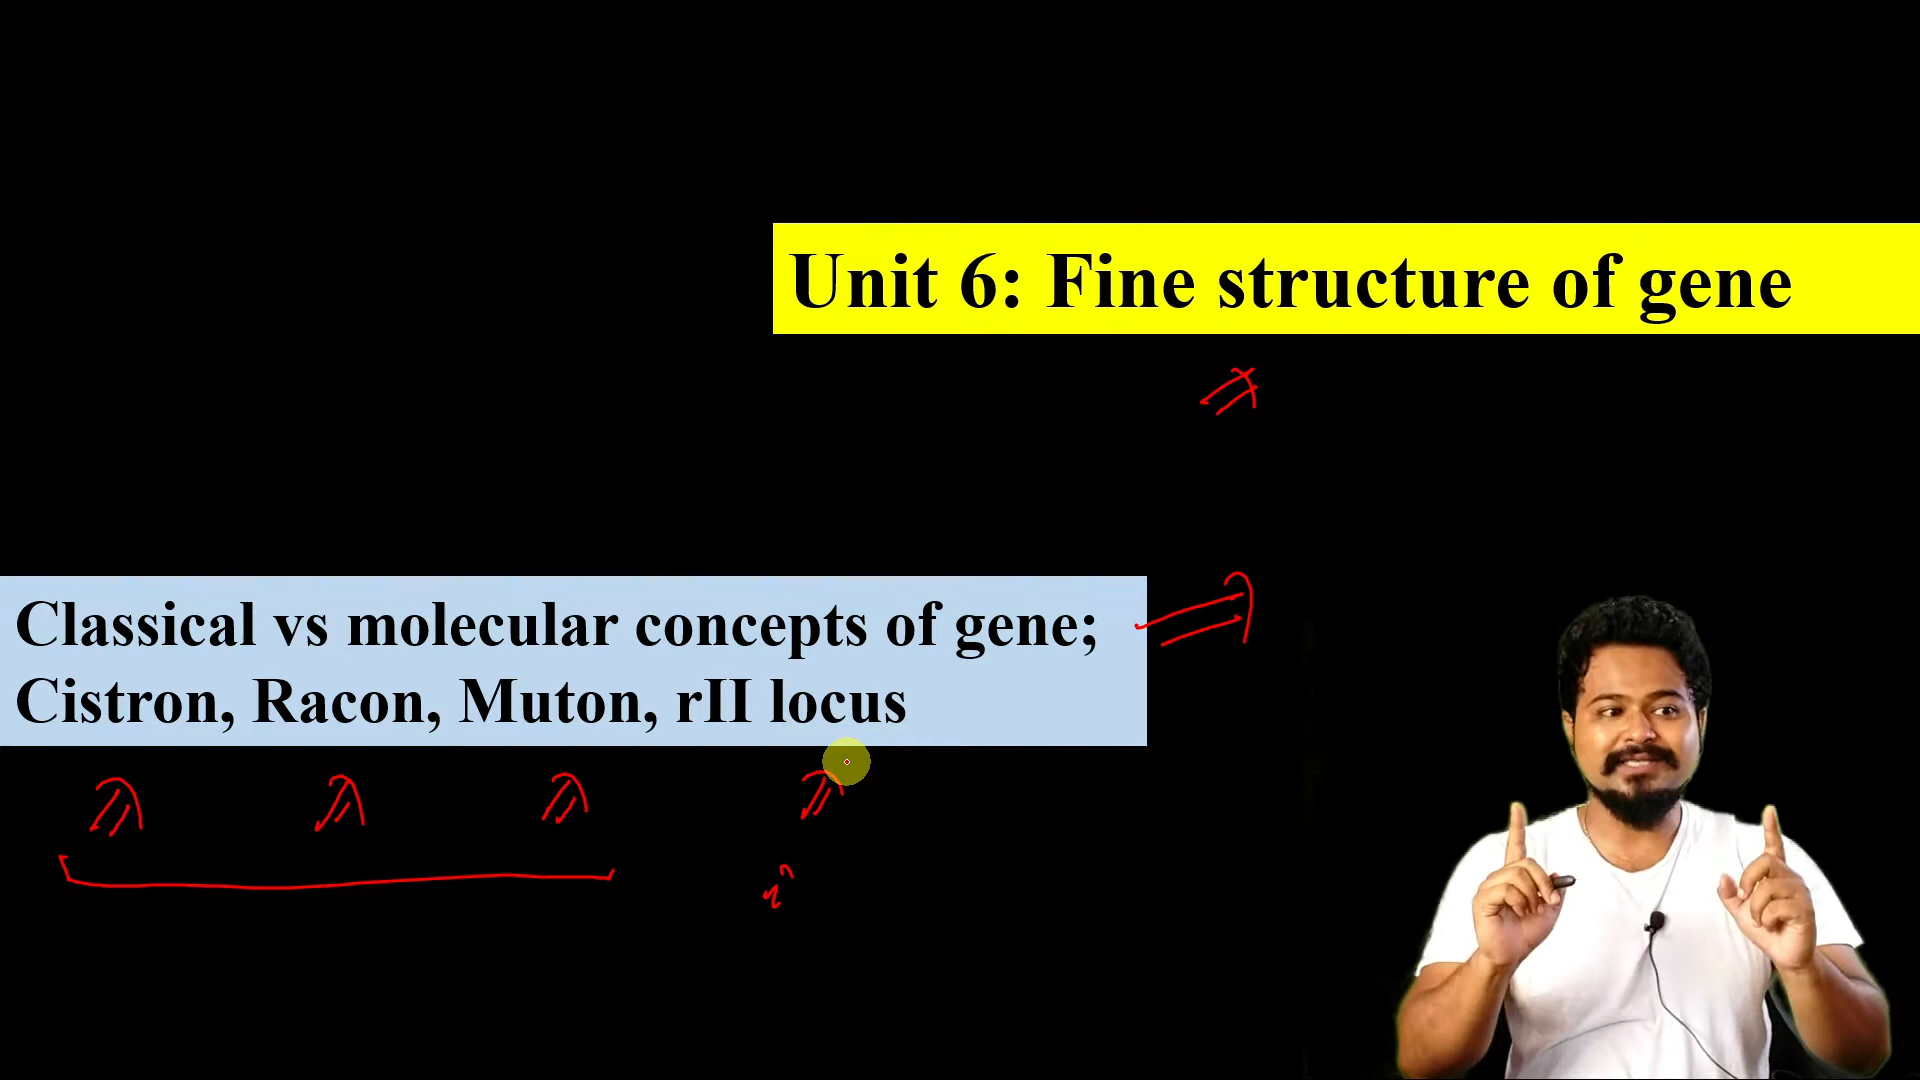 Unit 6: Fine structure of gene
Classical vs molecular concepts of gene;
Cistron, Racon, Muton, rII locus